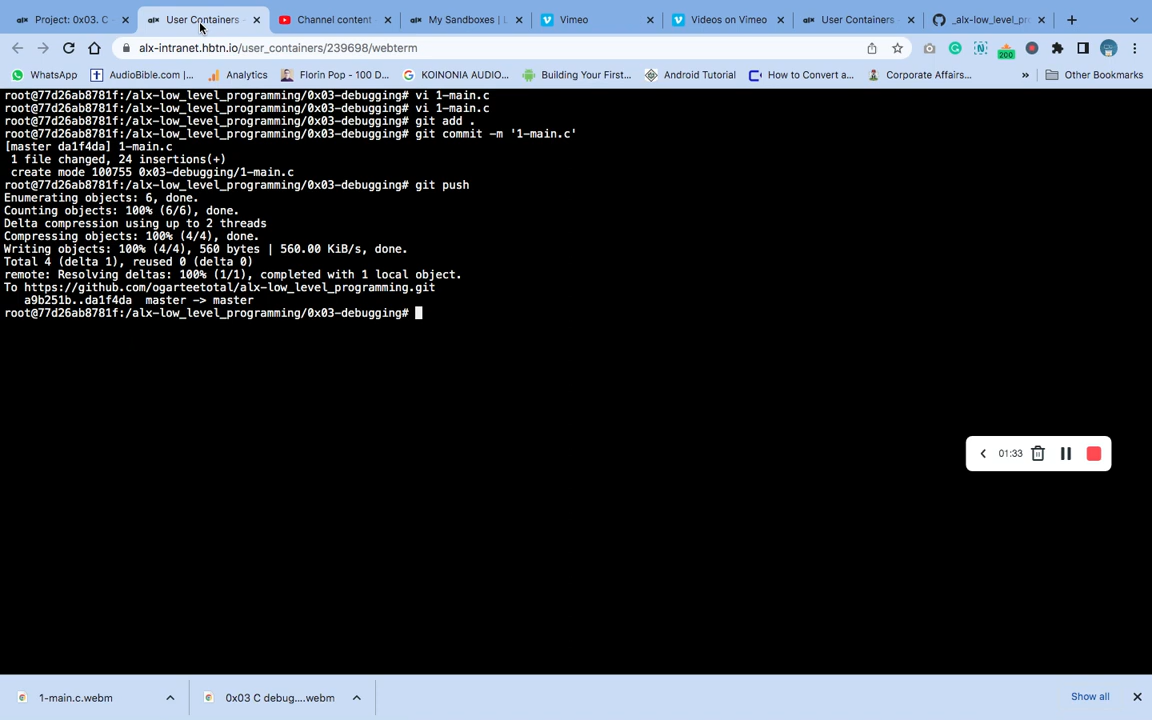 Project: 0x03. C - 
User Containers -
Channel content
My Sandboxes | L
Vimeo
Videos on Vimeo
User Containers -
_alx-low_level_pro
alx-intranet.hbtn.io/user_containers/239698/webterm
WhatsApp
AudioBible.com |...
Analytics
Florin Pop - 100 D...
KOINONIA AUDIO...
Building Your First...
Android Tutorial
How to Convert a...
Corporate Affairs...
»
Other Bookmarks
200
root@77d26ab8781f:/alx-low_level_programming/0x03-debugging# vi 1-main.c
root@77d26ab8781f:/alx-low_level_programming/0x03-debugging# vi 1-main.c
root@77d26ab8781f:/alx-low_level_programming/0x03-debugging# git add .
root@77d26ab8781f:/alx-low_level_programming/0x03-debugging# git commit -m '1-main.c'
[master da1f4da] 1-main.c
1 file changed, 24 insertions(+)
create mode 100755 0x03-debugging/1-main.c
root@77d26ab8781f:/alx-low_level_programming/0x03-debugging# git push
Enumerating objects: 6, done.
Counting objects: 100% (6/6), done.
Delta compression using up to 2 threads
Compressing objects: 100% (4/4), done.
Writing objects: 100% (4/4), 560 bytes | 560.00 KiB/s, done.
Total 4 (delta 1), reused 0 (delta 0)
remote: Resolving deltas: 100% (1/1), completed with 1 local object.
To https://github.com/ogarteetotal/alx-low_level_programming.git
a9b251b..da1f4da  master -> master
root@77d26ab8781f:/alx-low_level_programming/0x03-debugging#
01:33
1-main.c.webm
0x03 C debug....webm
Show all